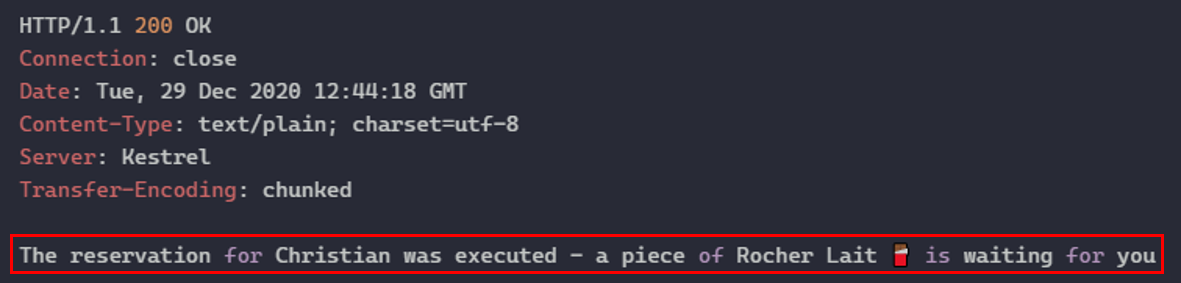 HTTP/1.1 200 OK
Connection: close
Date: Tue, 29 Dec 2020 12:44:18 GMT
Content-Type: text/plain; charset=utf-8
Server: Kestrel
Transfer-Encoding: chunked
The reservation for Christian was executed - a piece of Rocher Lait 🍫 is waiting for you